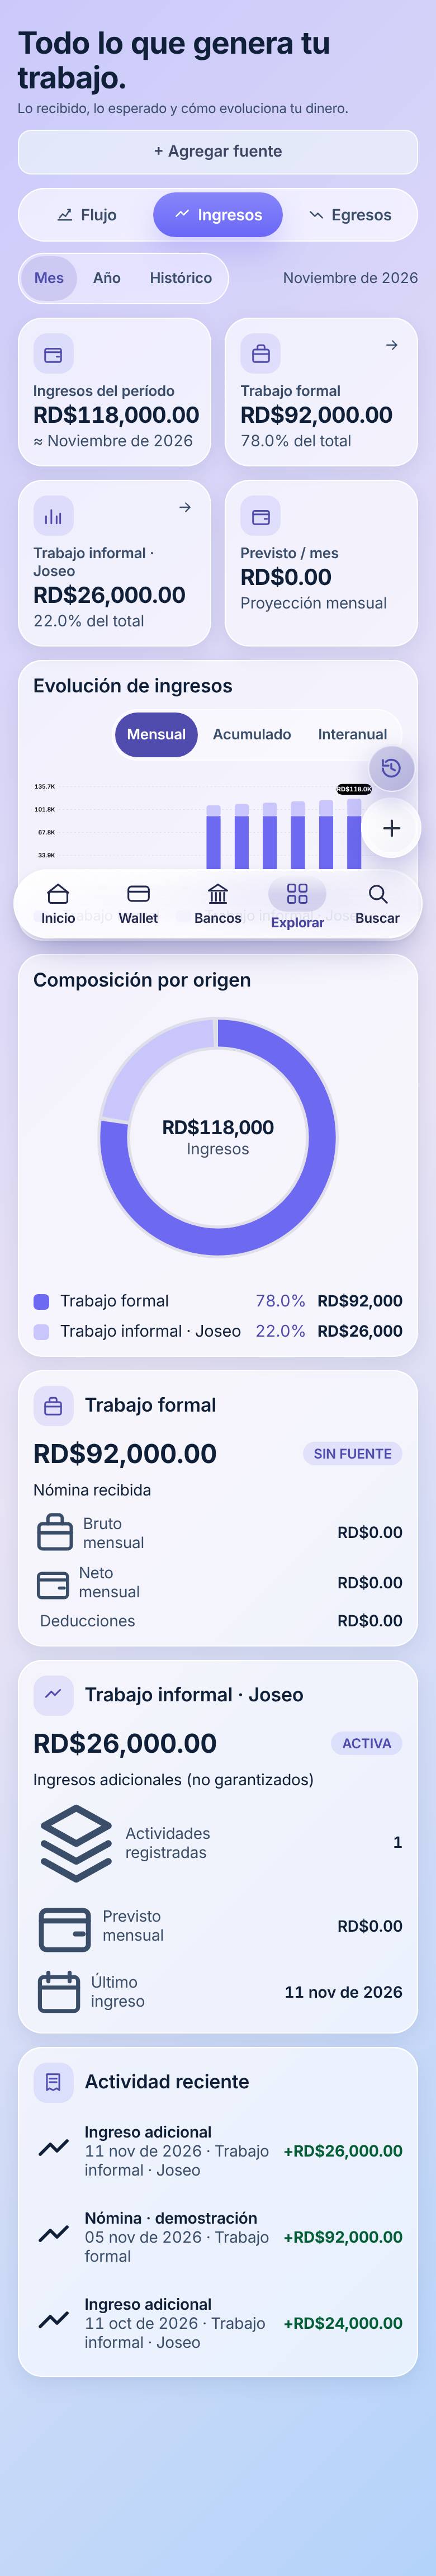 Todo lo que genera tu
trabajo.
Lo recibido, lo esperado y cómo evoluciona tu dinero.
+ Agregar fuente
Flujo
Ingresos
Egresos
Mes
Año
Histórico
Noviembre de 2026
Ingresos del período
RD$118,000.00
≈ Noviembre de 2026
Trabajo formal
RD$92,000.00
78.0% del total
Trabajo informal ·
Joseo
RD$26,000.00
22.0% del total
Previsto / mes
RD$0.00
Proyección mensual
Evolución de ingresos
Mensual
Acumulado
Interanual
135.7K
RD$118.0K
101.8K
67.8K
33.9K
Inicio
Wallet
Bancos
Explorar
Buscar
Composición por origen
RD$118,000
Ingresos
Trabajo formal 78.0% RD$92,000
Trabajo informal · Joseo 22.0% RD$26,000
Trabajo formal
RD$92,000.00
SIN FUENTE
Nómina recibida
Bruto
mensual
RD$0.00
Neto
mensual
RD$0.00
Deducciones RD$0.00
Trabajo informal · Joseo
RD$26,000.00
ACTIVA
Ingresos adicionales (no garantizados)
Actividades
registradas
1
Previsto
mensual
RD$0.00
Último
ingreso
11 nov de 2026
Actividad reciente
Ingreso adicional
11 nov de 2026 · Trabajo
informal · Joseo
+RD$26,000.00
Nómina · demostración
05 nov de 2026 · Trabajo
formal
+RD$92,000.00
Ingreso adicional
11 oct de 2026 · Trabajo
informal · Joseo
+RD$24,000.00